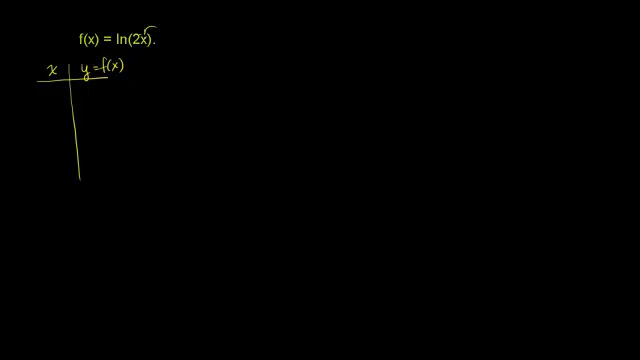 f(x) = ln(2x).
x y = f(x)